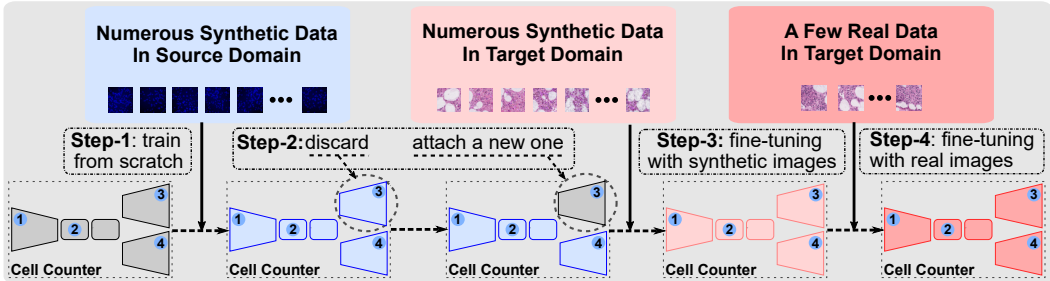 Numerous Synthetic Data
In Source Domain
Numerous Synthetic Data
In Target Domain
A Few Real Data
In Target Domain
Step-1: train
from scratch
Step-2: discard
attach a new one
Step-3: fine-tuning
with synthetic images
Step-4: fine-tuning
with real images
1
2
3
4
Cell Counter
1
2
3
4
Cell Counter
1
2
3
4
Cell Counter
1
2
3
4
Cell Counter
1
2
3
4
Cell Counter